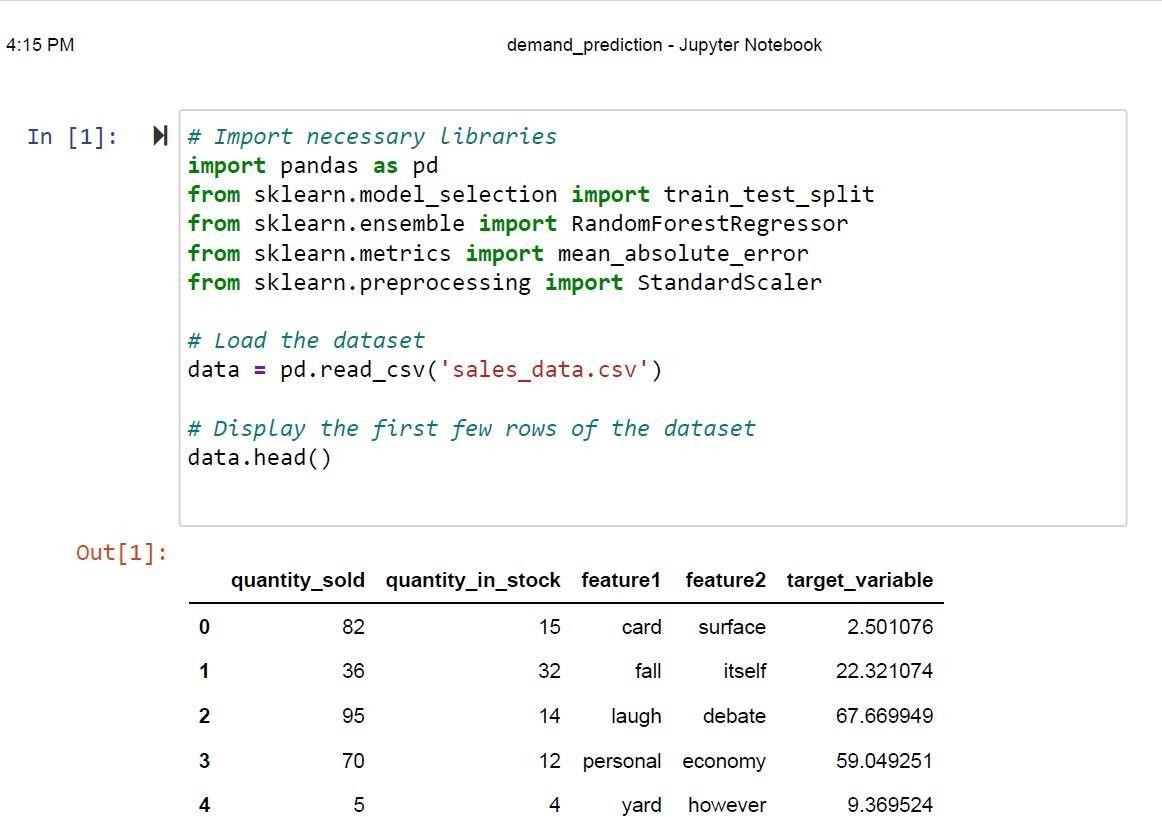 4:15 PM demand_prediction - Jupyter Notebook
In [1]: # Import necessary libraries
import pandas as pd
from sklearn.model_selection import train_test_split
from sklearn.ensemble import RandomForestRegressor
from sklearn.metrics import mean_absolute_error
from sklearn.preprocessing import StandardScaler
# Load the dataset
data = pd.read_csv('sales_data.csv')
# Display the first few rows of the dataset
data.head()
Out[1]:
quantity_sold quantity_in_stock feature1 feature2 target_variable
0 82 15 card surface 2.501076
1 36 32 fall itself 22.321074
2 95 14 laugh debate 67.669949
3 70 12 personal economy 59.049251
4 5 4 yard however 9.369524